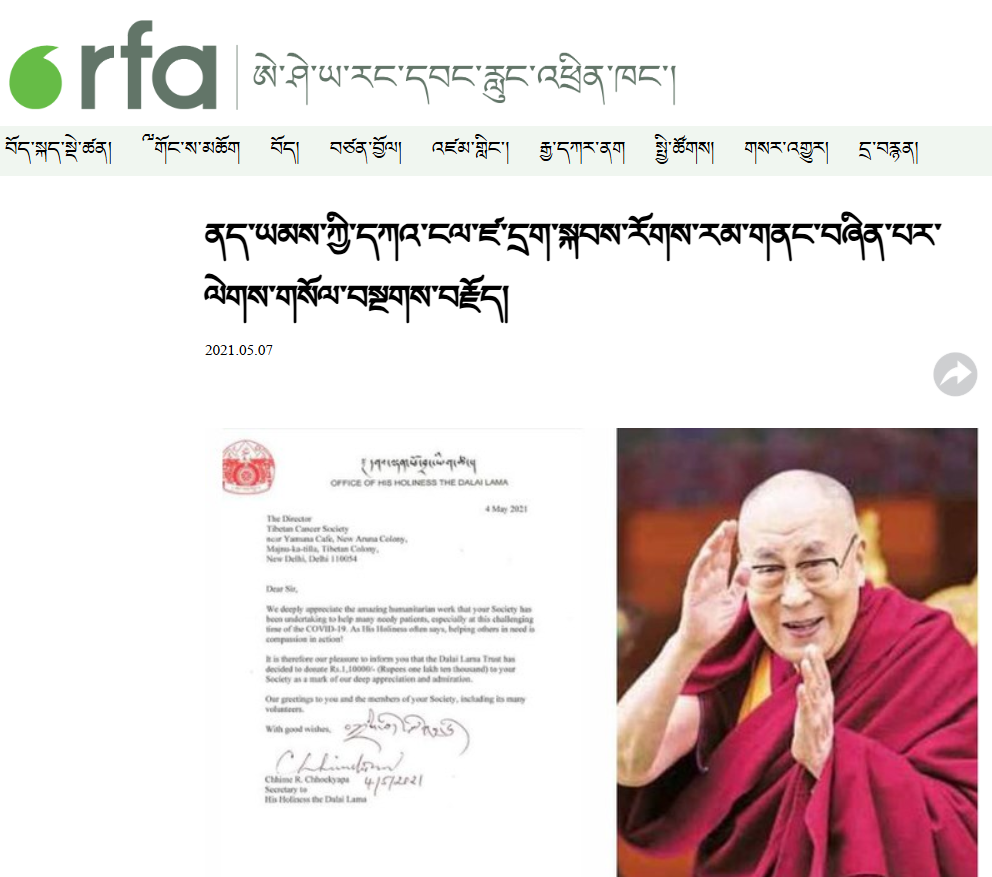 rfa
ཨེ་ཤེ་ཡ་རང་དབང་རླུང་འཕྲིན་ཁང་།
བོད་སྐད་སྡེ་ཚན། ༸གོང་ས་མཆོག བོད། བཙན་བྱོལ། འཛམ་གླིང་། རྒྱ་དཀར་ནག སྤྱི་ཚོགས། གསར་འགྱུར། དྲ་བརྙན།
ནད་ཡམས་ཀྱི་དཀའ་ངལ་ཛ་དྲག་སྐབས་རོགས་རམ་གནང་བཞིན་པར་
ལེགས་གསོལ་བསྔགས་བརྗོད།
2021.05.07
OFFICE OF HIS HOLINESS THE DALAI LAMA
4 May 2021
The Director
Tibetan Cancer Society
near Yamuna Cafe, New Aruna Colony,
Majnu-ka-tilla, Tibetan Colony,
New Delhi, Delhi 110054
Dear Sir,
We deeply appreciate the amazing humanitarian work that your Society has
been undertaking to help many needy patients, especially at this challenging
time of the COVID-19. As His Holiness often says, helping others in need is
compassion in action!
It is therefore our pleasure to inform you that the Dalai Lama Trust has
decided to donate Rs.1,10000/- (Rupees one lakh ten thousand) to your
Society as a mark of our deep appreciation and admiration.
Our greetings to you and the members of your Society, including its many
volunteers.
With good wishes,
Chhime R. Chhoekyapa 4/5/2021
Secretary to
His Holiness the Dalai Lama